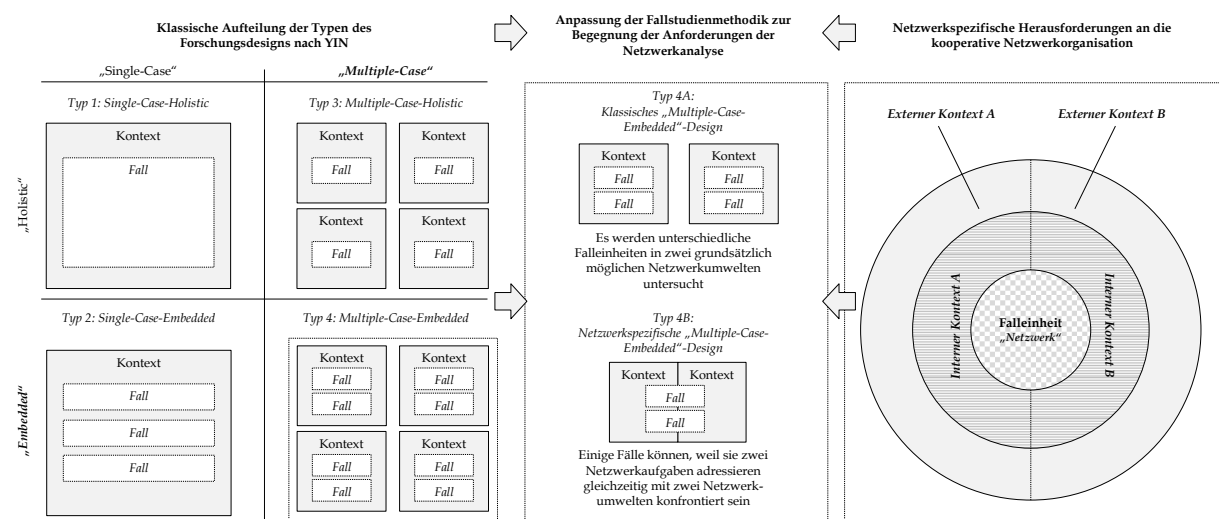 Klassische Aufteilung der Typen des
Forschungsdesigns nach YIN
„Single-Case“
„Multiple-Case“
„Holistic“
Typ 1: Single-Case-Holistic
Kontext
Fall
Typ 3: Multiple-Case-Holistic
Kontext
Fall
Kontext
Fall
Kontext
Fall
Kontext
Fall
„Embedded“
Typ 2: Single-Case-Embedded
Kontext
Fall
Fall
Fall
Typ 4: Multiple-Case-Embedded
Kontext
Fall
Fall
Kontext
Fall
Fall
Kontext
Fall
Fall
Kontext
Fall
Fall
Anpassung der Fallstudienmethodik zur
Begegnung der Anforderungen der
Netzwerkanalyse
Typ 4A:
Klassisches „Multiple-Case-
Embedded“-Design
Kontext
Fall
Fall
Kontext
Fall
Fall
Es werden unterschiedliche
Falleinheiten in zwei grundsätzlich
möglichen Netzwerkumwelten
untersucht
Typ 4B:
Netzwerkspezifische „Multiple-Case-
Embedded“-Design
Kontext
Kontext
Fall
Fall
Einige Fälle können, weil sie zwei
Netzwerkaufgaben adressieren
gleichzeitig mit zwei Netzwerk-
umwelten konfrontiert sein
Netzwerkspezifische Herausforderungen an die
kooperative Netzwerkorganisation
Externer Kontext A
Externer Kontext B
Interner Kontext A
Falleinheit
„Netzwerk“
Interner Kontext B